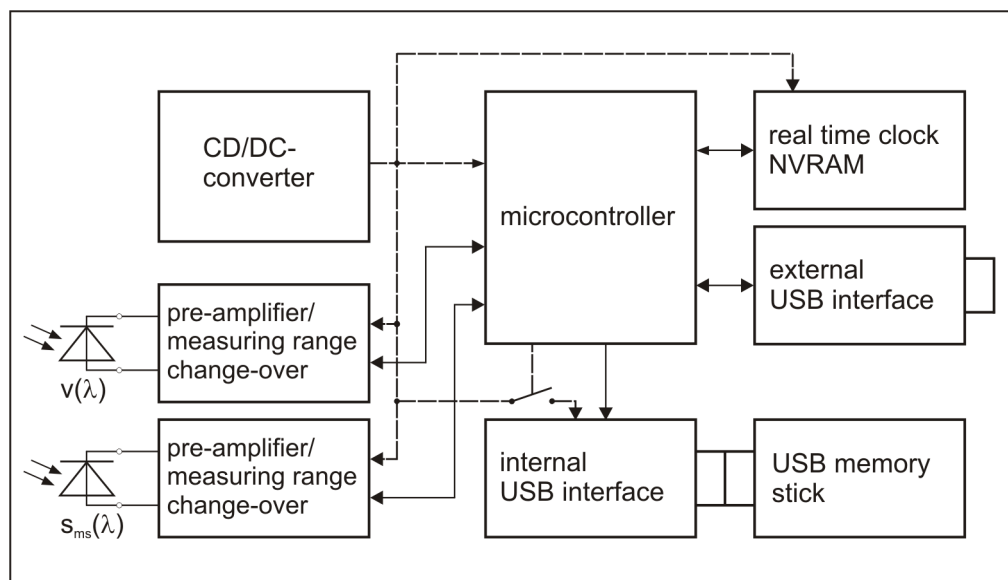 CD/DC-
converter
microcontroller
real time clock
NVRAM
external
USB interface
pre-amplifier/
measuring range
change-over
v(λ)
pre-amplifier/
measuring range
change-over
s_ms(λ)
internal
USB interface
USB memory
stick